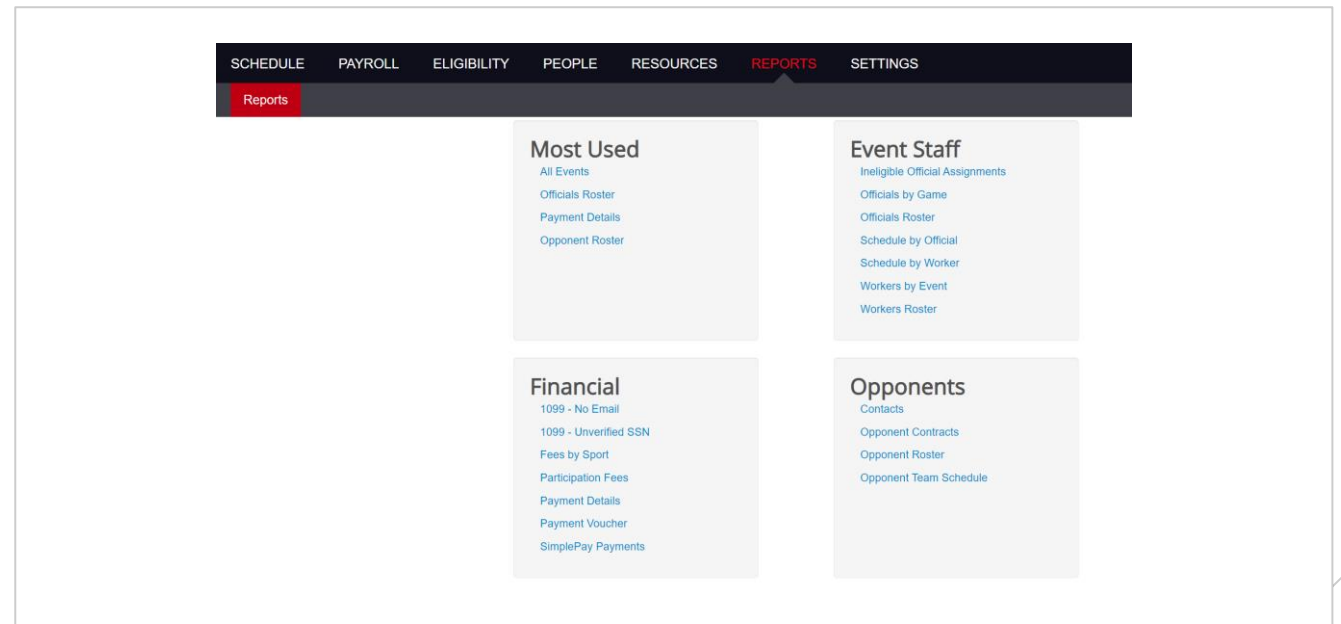 SCHEDULE PAYROLL ELIGIBILITY PEOPLE RESOURCES REPORTS SETTINGS
Reports
Most Used
All Events
Officials Roster
Payment Details
Opponent Roster
Event Staff
Ineligible Official Assignments
Officials by Game
Officials Roster
Schedule by Official
Schedule by Worker
Workers by Event
Workers Roster
Financial
1099 - No Email
1099 - Unverified SSN
Fees by Sport
Participation Fees
Payment Details
Payment Voucher
SimplePay Payments
Opponents
Contacts
Opponent Contracts
Opponent Roster
Opponent Team Schedule